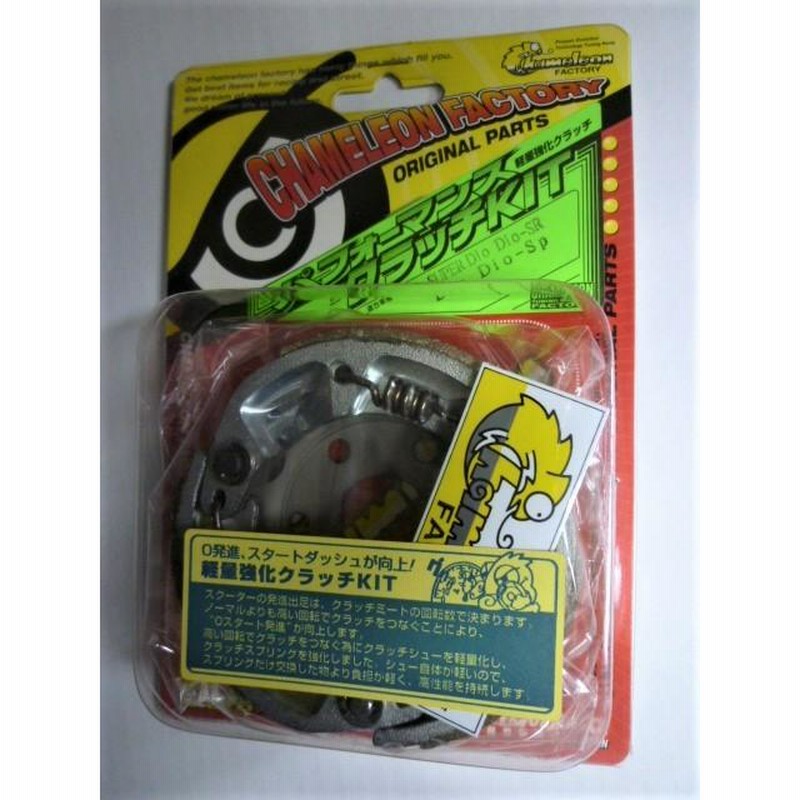 The chameleon factory
which fit you.
Get best items for
street.
We dream of
Chameleon
FACTORY
CHAMELEON FACTORY
ORIGINAL PARTS
軽量強化クラッチ
パフォーマンス
クラッチKIT
SUPER Dio Dio-SR
Dio-Sp
PARTS
FA
0発進、スタートダッシュが向上!
軽量強化クラッチKIT
スクーターの発進出足は、クラッチミートの回転数で決まります。
ノーマルよりも高い回転でクラッチをつなぐことにより、
"0スタート発進"が向上します。
高い回転でクラッチをつなぐ為にクラッチシューを軽量化し、
クラッチスプリングを強化しました、シュー自体が軽いので、
スプリングだけ交換した物より負担が軽く、高性能を持続します。